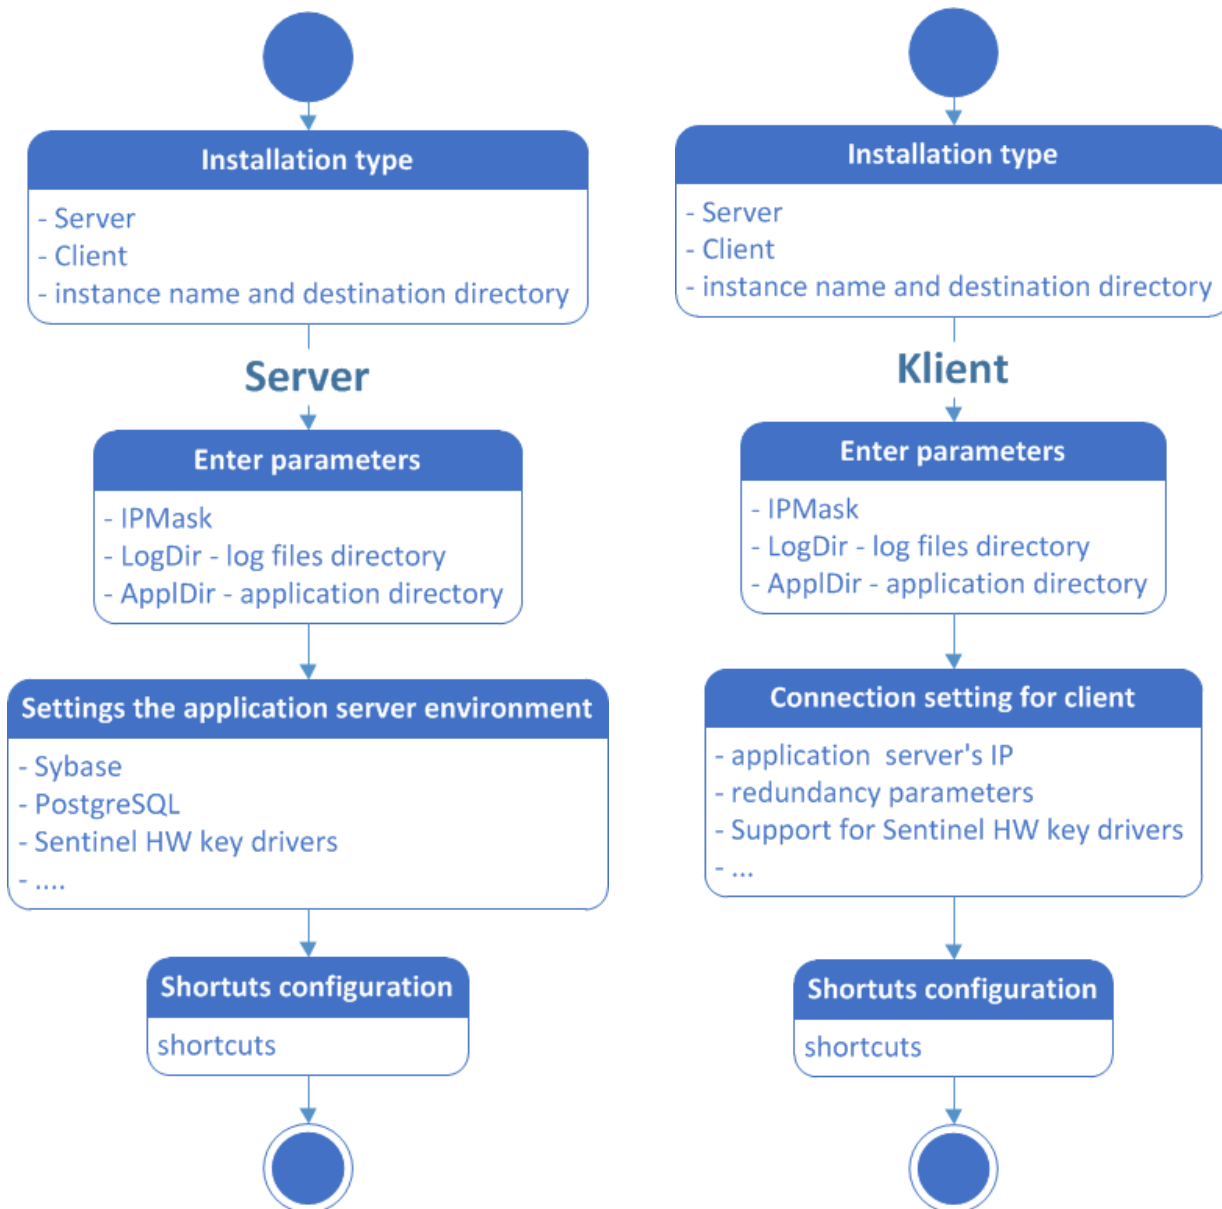 Installation type
- Server
- Client
- instance name and destination directory
Server
Enter parameters
- IPMask
- LogDir - log files directory
- ApplDir - application directory
Settings the application server environment
- Sybase
- PostgreSQL
- Sentinel HW key drivers
- ....
Shortuts configuration
shortcuts
Installation type
- Server
- Client
- instance name and destination directory
Klient
Enter parameters
- IPMask
- LogDir - log files directory
- ApplDir - application directory
Connection setting for client
- application server's IP
- redundancy parameters
- Support for Sentinel HW key drivers
- ...
Shortuts configuration
shortcuts